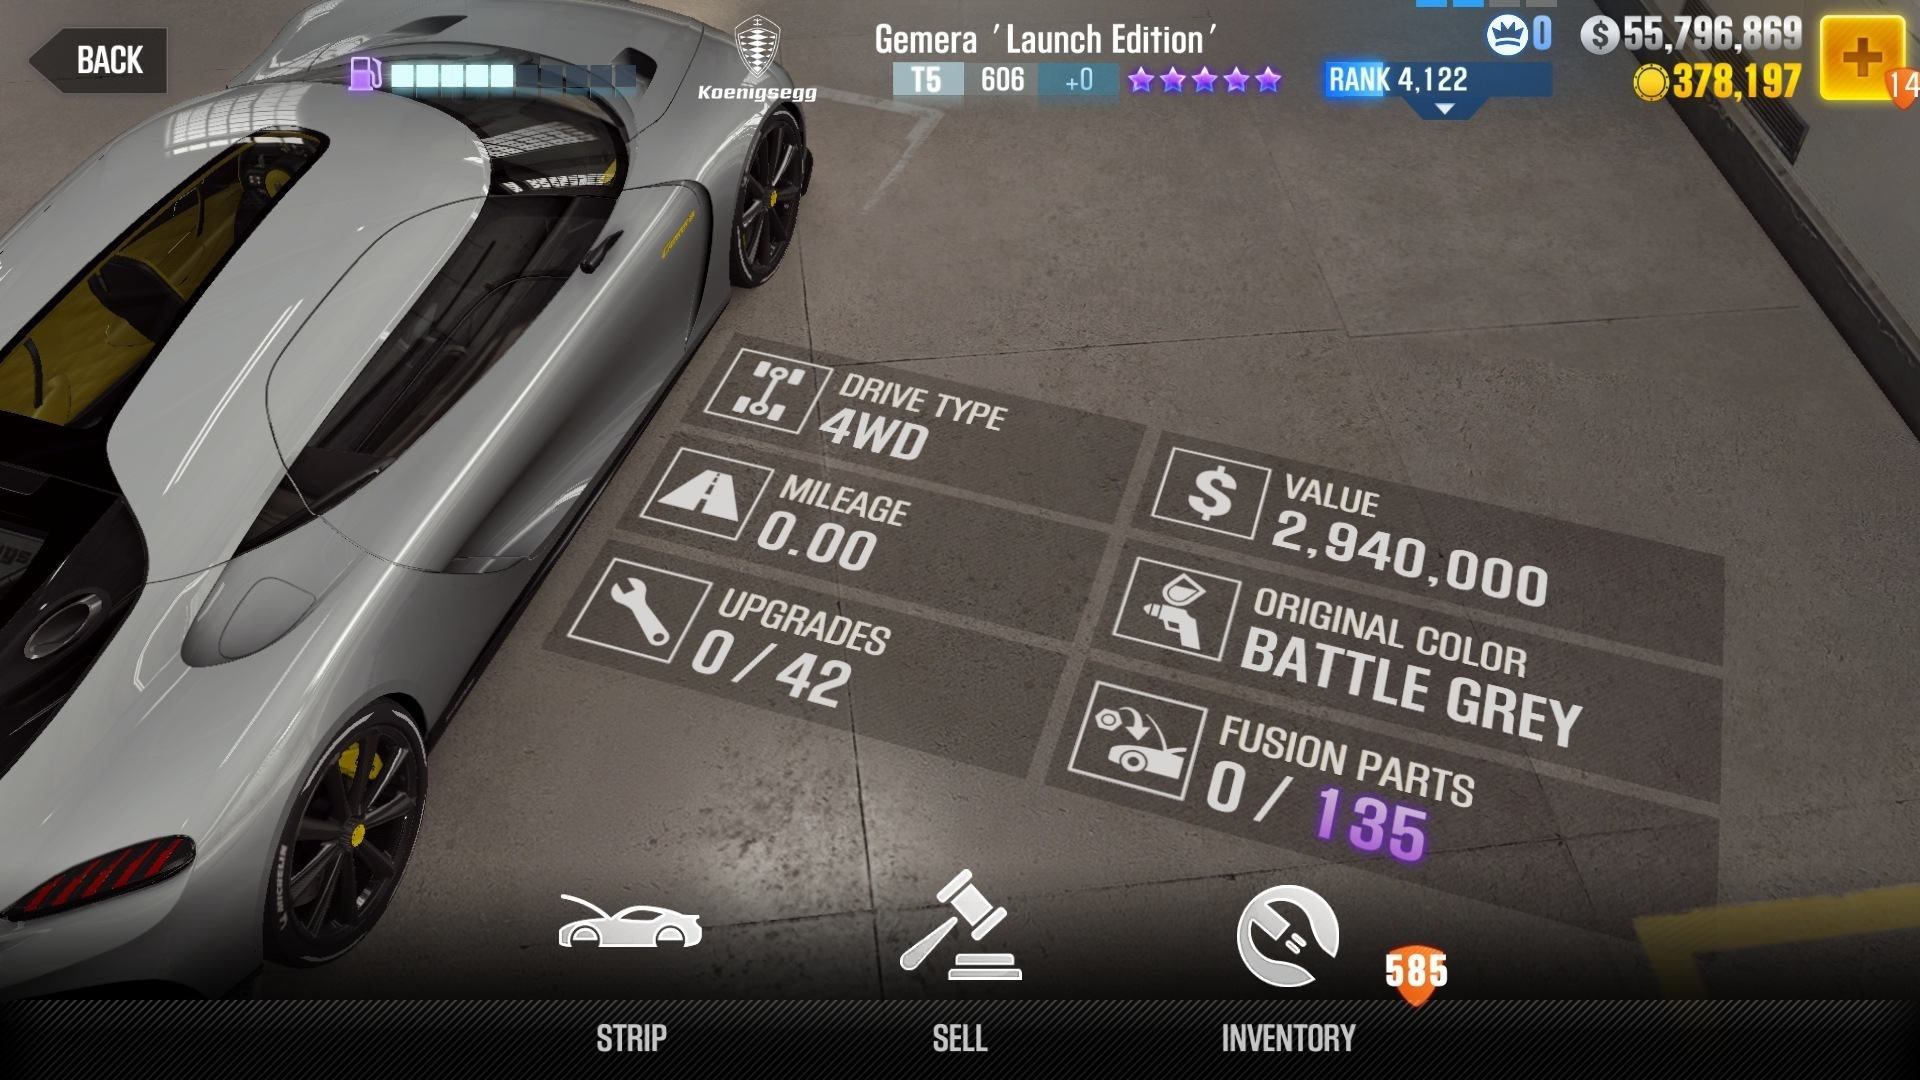 BACK
Koenigsegg
Gemera 'Launch Edition'
T5 606 +0
RANK 4,122
0
$55,796,869
378,197
14
Gemera
DRIVE TYPE
4WD
MILEAGE
0.00
UPGRADES
0 / 42
$
VALUE
2,940,000
ORIGINAL COLOR
BATTLE GREY
FUSION PARTS
0 / 135
MICHELIN
STRIP
SELL
INVENTORY
585